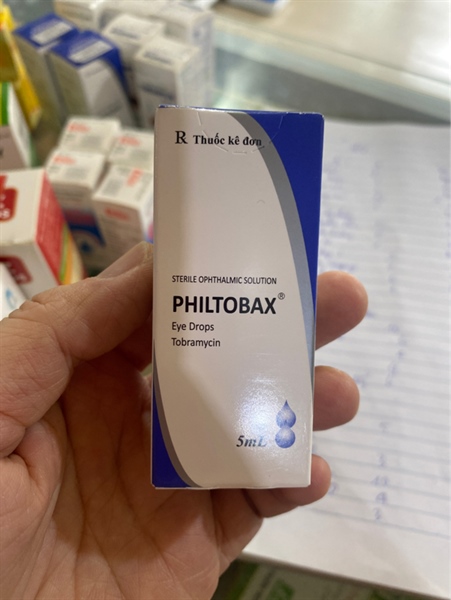 ℞ Thuốc kê đơn
STERILE OPHTHALMIC SOLUTION
PHILTOBAX®
Eye Drops
Tobramycin
5mL